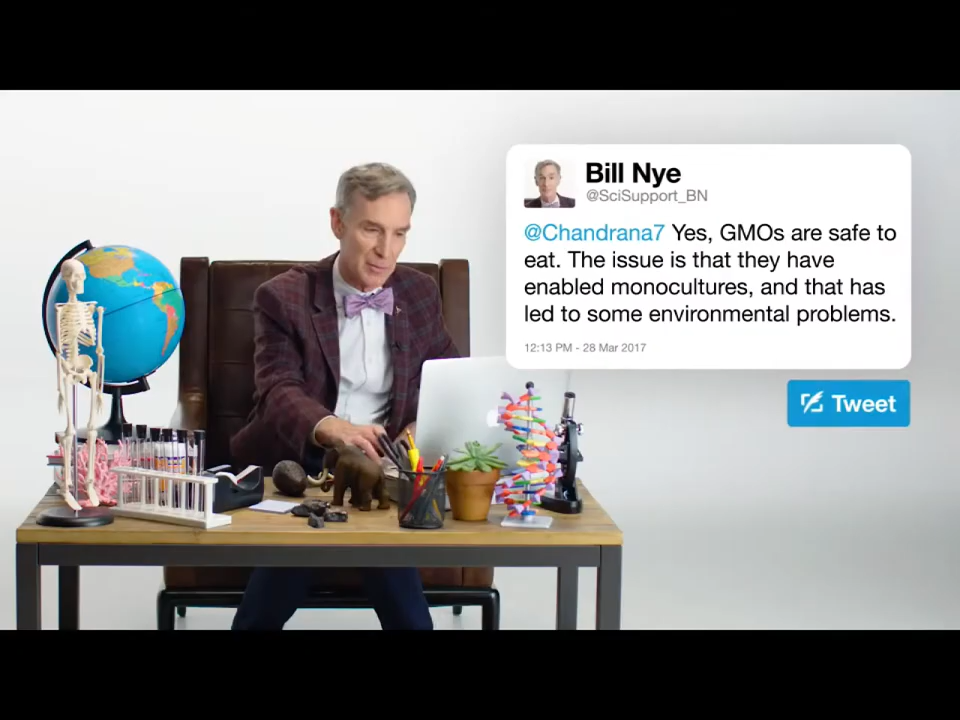 Bill Nye
@SciSupport_BN
@Chandrana7 Yes, GMOs are safe to
eat. The issue is that they have
enabled monocultures, and that has
led to some environmental problems.
12:13 PM - 28 Mar 2017
Tweet